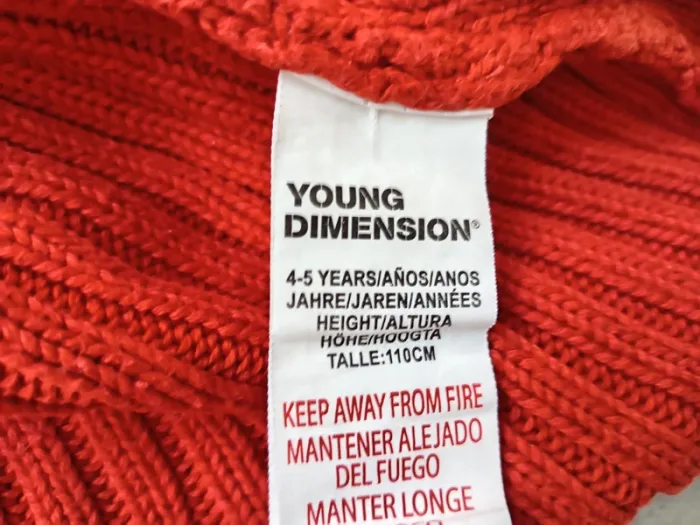 YOUNG
DIMENSION®
4-5 YEARS/AÑOS/ANOS
JAHRE/JAREN/ANNÉES
HEIGHT/ALTURA
HÖHE/HOOGTA
TALLE:110CM
KEEP AWAY FROM FIRE
MANTENER ALEJADO
DEL FUEGO
MANTER LONGE